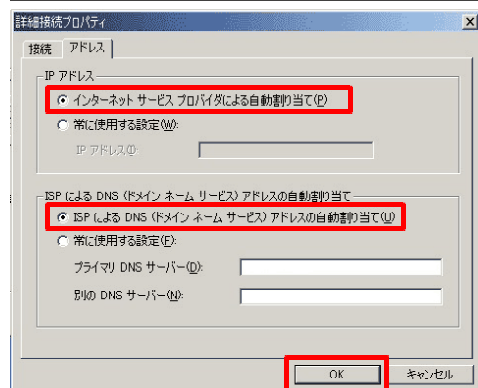 詳細接続プロパティ
接続 アドレス
IP アドレス
インターネット サービス プロバイダによる自動割り当て(P)
常に使用する設定(W):
IP アドレス(I):
ISP による DNS (ドメイン ネーム リービス) アドレスの自動割り当て
ISP による DNS (ドメイン ネーム サービス) アドレスの自動割り当て(U)
常に使用する設定(F):
プライマリ DNS サーバー(D):
別の DNS サーバー(N):
OK キャンセル